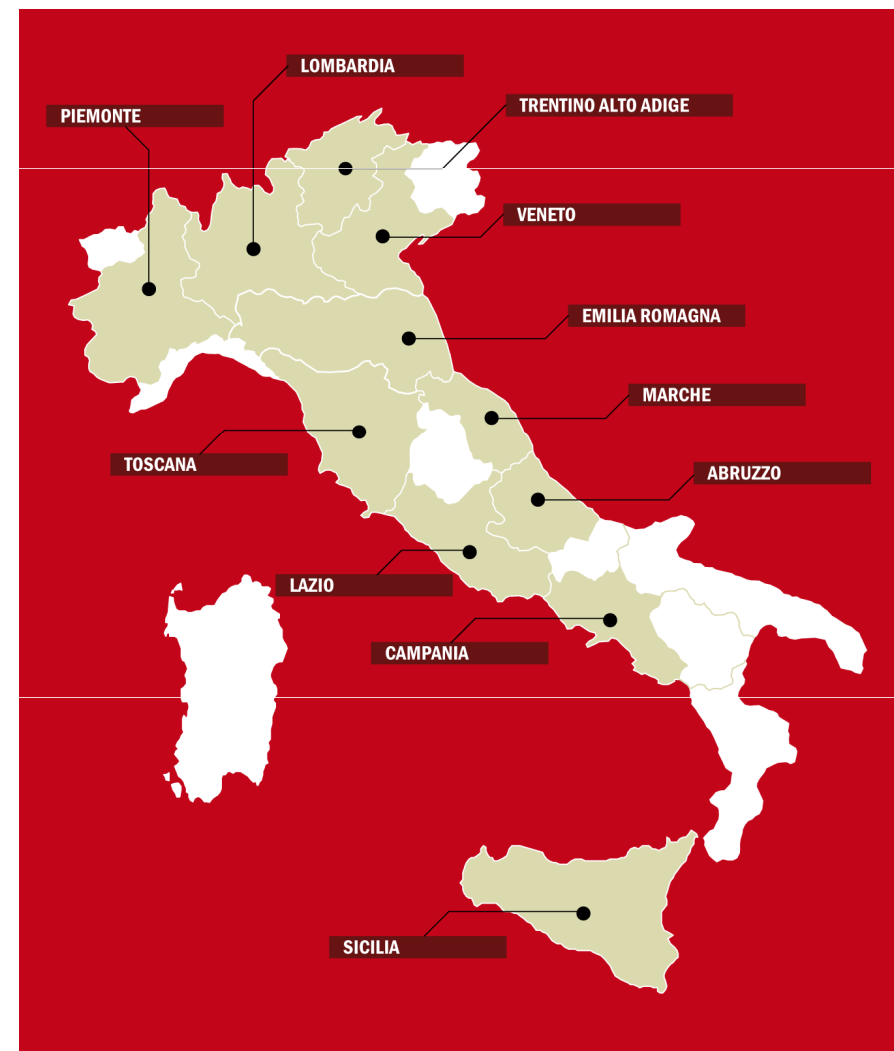 LOMBARDIA
TRENTINO ALTO ADIGE
PIEMONTE
VENETO
EMILIA ROMAGNA
MARCHE
TOSCANA
ABRUZZO
LAZIO
CAMPANIA
SICILIA